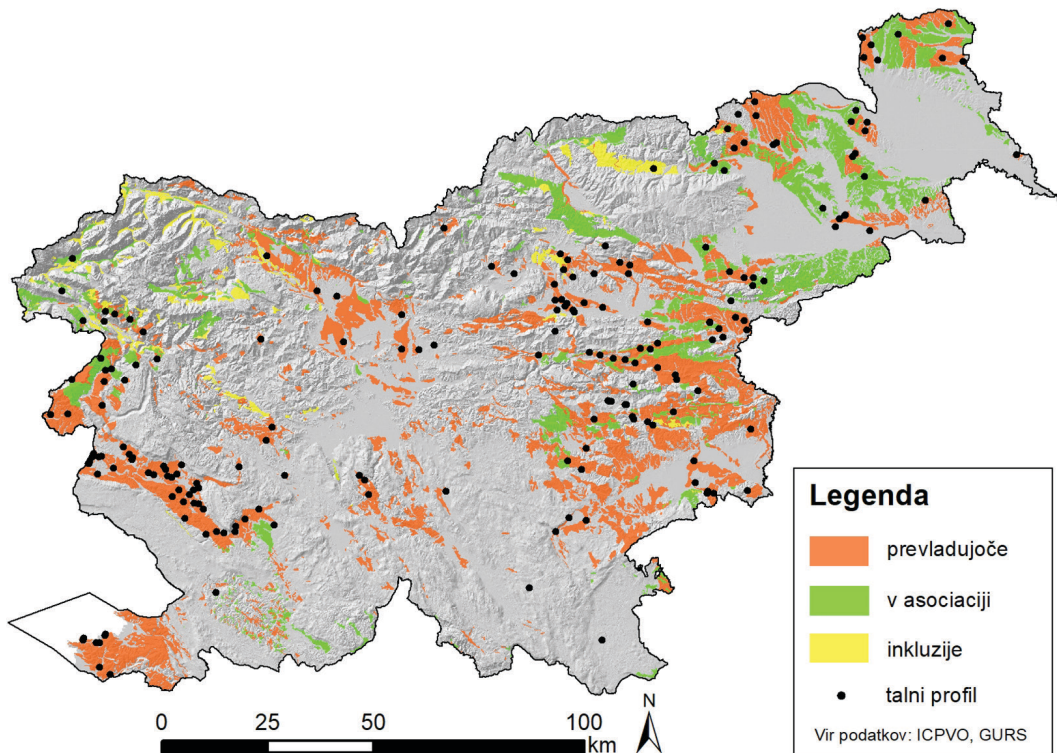 Legenda
prevladujoče
v asociaciji
inkluzije
talni profil
Vir podatkov: ICPVO, GURS
N
0 25 50 100
km